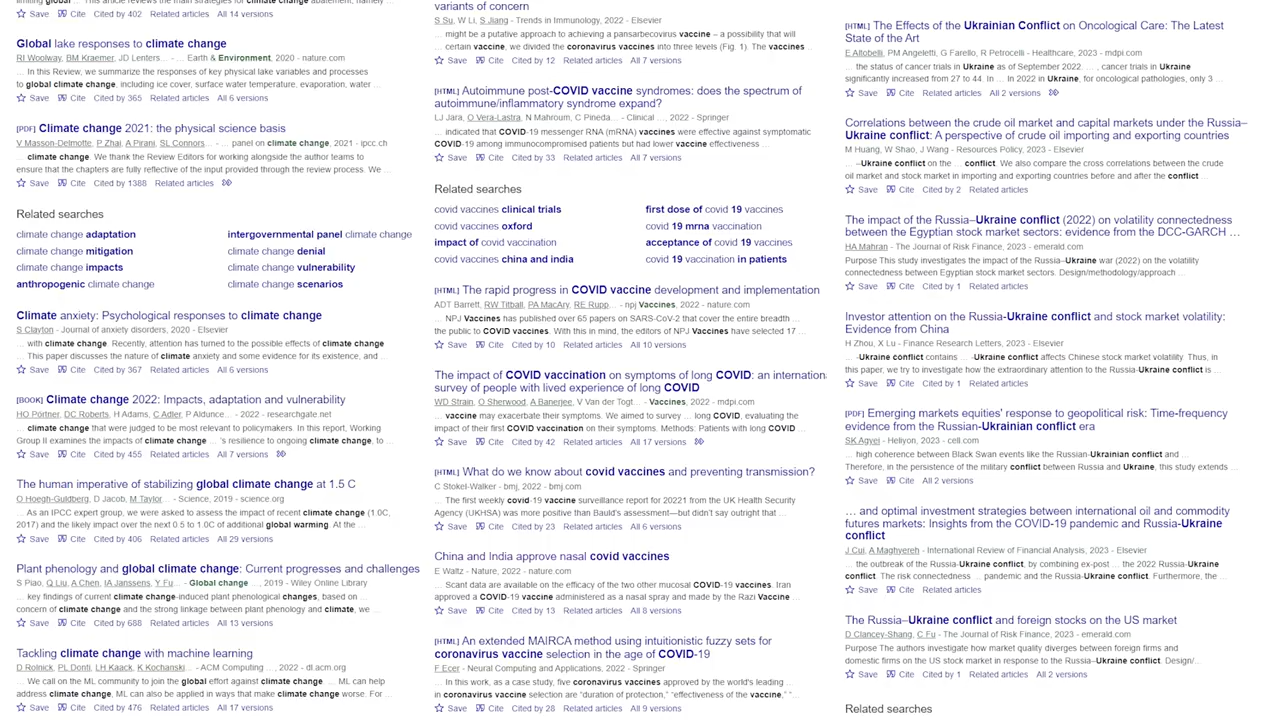 limiting global ... This article reviews the main strategies for climate change abatement, namely ...
Save Cite Cited by 402 Related articles All 14 versions
Global lake responses to climate change
RI Woolway, BM Kraemer, JD Lenters... - ... Earth & Environment, 2020 - nature.com
... In this Review, we summarize the responses of key physical lake variables and processes
to global climate change, including ice cover, surface water temperature, evaporation, water ...
Save Cite Cited by 365 Related articles All 6 versions
[PDF] Climate change 2021: the physical science basis
V Masson-Delmotte, P Zhai, A Pirani, SL Connors... - ... panel on climate change, 2021 - ipcc.ch
... climate change. We thank the Review Editors for working alongside the author teams to
ensure that the chapters are fully reflective of the input provided through the review process. We ...
Save Cite Cited by 1388 Related articles
Related searches
climate change adaptation
climate change mitigation
climate change impacts
anthropogenic climate change
intergovernmental panel climate change
climate change denial
climate change vulnerability
climate change scenarios
Climate anxiety: Psychological responses to climate change
S Clayton - Journal of anxiety disorders, 2020 - Elsevier
... with climate change. Recently, attention has turned to the possible effects of climate change
... This paper discusses the nature of climate anxiety and some evidence for its existence, and ...
Save Cite Cited by 367 Related articles All 6 versions
[BOOK] Climate change 2022: Impacts, adaptation and vulnerability
HO Pörtner, DC Roberts, H Adams, C Adler, P Aldunce... - 2022 - researchgate.net
... climate change that were judged to be most relevant to policymakers. In this report, Working
Group II examines the impacts of climate change ... 's resilience to ongoing climate change, to ...
Save Cite Cited by 455 Related articles All 7 versions
The human imperative of stabilizing global climate change at 1.5 C
O Hoegh-Guldberg, D Jacob, M Taylor... - Science, 2019 - science.org
... As an IPCC expert group, we were asked to assess the impact of recent climate change (1.0C,
2017) and the likely impact over the next 0.5 to 1.0C of additional global warming. At the ...
Save Cite Cited by 406 Related articles All 29 versions
Plant phenology and global climate change: Current progresses and challenges
S Piao, Q Liu, A Chen, IA Janssens, Y Fu... - Global change ..., 2019 - Wiley Online Library
... key findings of current climate change-induced plant phenological changes, based on ...
concern of climate change and the strong linkage between plant phenology and climate, we ...
Save Cite Cited by 688 Related articles All 13 versions
Tackling climate change with machine learning
D Rolnick, PL Donti, LH Kaack, K Kochanski... - ACM Computing ..., 2022 - dl.acm.org
... We call on the ML community to join the global effort against climate change. ... ML can help
address climate change, ML can also be applied in ways that make climate change worse. For ...
Save Cite Cited by 476 Related articles All 17 versions
variants of concern
S Su, W Li, S Jiang - Trends in Immunology, 2022 - Elsevier
... might be a putative approach to achieving a pansarbecovirus vaccine – a possibility that will
... certain vaccine, we divided the coronavirus vaccines into three levels (Fig. 1). The vaccines ...
Save Cite Cited by 12 Related articles All 7 versions
[HTML] Autoimmune post-COVID vaccine syndromes: does the spectrum of
autoimmune/inflammatory syndrome expand?
LJ Jara, O Vera-Lastra, N Mahroum, C Pineda... - Clinical ..., 2022 - Springer
... indicated that COVID-19 messenger RNA (mRNA) vaccines were effective against symptomatic
COVID-19 among immunocompromised patients but had lower vaccine effectiveness ...
Save Cite Cited by 33 Related articles All 7 versions
Related searches
covid vaccines clinical trials
covid vaccines oxford
impact of covid vaccination
covid vaccines china and india
first dose of covid 19 vaccines
covid 19 mrna vaccination
acceptance of covid 19 vaccines
covid 19 vaccination in patients
[HTML] The rapid progress in COVID vaccine development and implementation
ADT Barrett, RW Titball, PA MacAry, RE Rupp... - npj Vaccines, 2022 - nature.com
... NPJ Vaccines has published over 65 papers on SARS-CoV-2 that cover the entire breadth ...
the public to COVID vaccines. With this in mind, the editors of NPJ Vaccines have selected 17 ...
Save Cite Cited by 10 Related articles All 10 versions
The impact of COVID vaccination on symptoms of long COVID: an internation
survey of people with lived experience of long COVID
WD Strain, O Sherwood, A Banerjee, V Van der Togt... - Vaccines, 2022 - mdpi.com
... vaccine may exacerbate their symptoms. We aimed to survey ... long COVID, evaluating the
impact of their first COVID vaccination on their symptoms. Methods: Patients with long COVID ...
Save Cite Cited by 42 Related articles All 17 versions
[HTML] What do we know about covid vaccines and preventing transmission?
C Stokel-Walker - bmj, 2022 - bmj.com
... The first weekly covid-19 vaccine surveillance report for 20221 from the UK Health Security
Agency (UKHSA) was more positive than Bauld's assessment—but didn't say outright that ...
Save Cite Cited by 23 Related articles All 6 versions
China and India approve nasal covid vaccines
E Waltz - Nature, 2022 - nature.com
... Scant data are available on the efficacy of the two other mucosal COVID-19 vaccines. Iran
approved a COVID-19 vaccine administered as a nasal spray and made by the Razi Vaccine ...
Save Cite Cited by 13 Related articles All 8 versions
[HTML] An extended MAIRCA method using intuitionistic fuzzy sets for
coronavirus vaccine selection in the age of COVID-19
F Ecer - Neural Computing and Applications, 2022 - Springer
... In this work, as a case study, five coronavirus vaccines approved by the world's leading ...
in coronavirus vaccine selection are "duration of protection," "effectiveness of the vaccine," "...
Save Cite Cited by 28 Related articles All 9 versions
[HTML] The Effects of the Ukrainian Conflict on Oncological Care: The Latest
State of the Art
E Altobelli, PM Angeletti, G Farello, R Petrocelli - Healthcare, 2023 - mdpi.com
... the status of cancer trials in Ukraine as of September 2022. ... , cancer trials in Ukraine
significantly increased from 27 to 44. In ... In 2022 in Ukraine, for oncological pathologies, only 3 ...
Save Cite Related articles All 2 versions
Correlations between the crude oil market and capital markets under the Russia–
Ukraine conflict: A perspective of crude oil importing and exporting countries
M Huang, W Shao, J Wang - Resources Policy, 2023 - Elsevier
... –Ukraine conflict on the ... conflict. We also compare the cross correlations between the crude
oil market and stock market in importing and exporting countries before and after the conflict ...
Save Cite Cited by 2 Related articles
The impact of the Russia–Ukraine conflict (2022) on volatility connectedness
between the Egyptian stock market sectors: evidence from the DCC-GARCH ...
HA Mahran - The Journal of Risk Finance, 2023 - emerald.com
Purpose This study investigates the impact of the Russia–Ukraine war (2022) on the
volatility connectedness between Egyptian stock market sectors. Design/methodology/approach ...
Save Cite Cited by 1 Related articles
Investor attention on the Russia-Ukraine conflict and stock market volatility:
Evidence from China
H Zhou, X Lu - Finance Research Letters, 2023 - Elsevier
... -Ukraine conflict contains ... -Ukraine conflict affects Chinese stock market volatility. Thus, in
this paper, we try to investigate how the extraordinary attention to the Russia-Ukraine conflict is ...
Save Cite Cited by 1 Related articles
[PDF] Emerging markets equities' response to geopolitical risk: Time-frequency
evidence from the Russian-Ukrainian conflict era
SK Agyei - Heliyon, 2023 - cell.com
... high coherence between Black Swan events like the Russian-Ukrainian conflict and ...
Therefore, in the persistence of the military conflict between Russia and Ukraine, this study extends ...
Save Cite Related articles All 2 versions
... and optimal investment strategies between international oil and commodity
futures markets: Insights from the COVID-19 pandemic and Russia-Ukraine
conflict
J Cui, A Maghyereh - International Review of Financial Analysis, 2023 - Elsevier
... the outbreak of the Russia-Ukraine conflict, by combining ex-post ... the 2022 Russia-Ukraine
conflict. The risk connectedness ... pandemic and the Russia-Ukraine conflict. Furthermore, the ...
Save Cite Related articles
The Russia–Ukraine conflict and foreign stocks on the US market
D Clancey-Shang, C Fu - The Journal of Risk Finance, 2023 - emerald.com
Purpose The authors investigate how market quality diverges between foreign firms and
domestic firms on the US stock market in response to the Russia–Ukraine conflict. Design/...
Save Cite Cited by 1 Related articles All 2 versions
Related searches